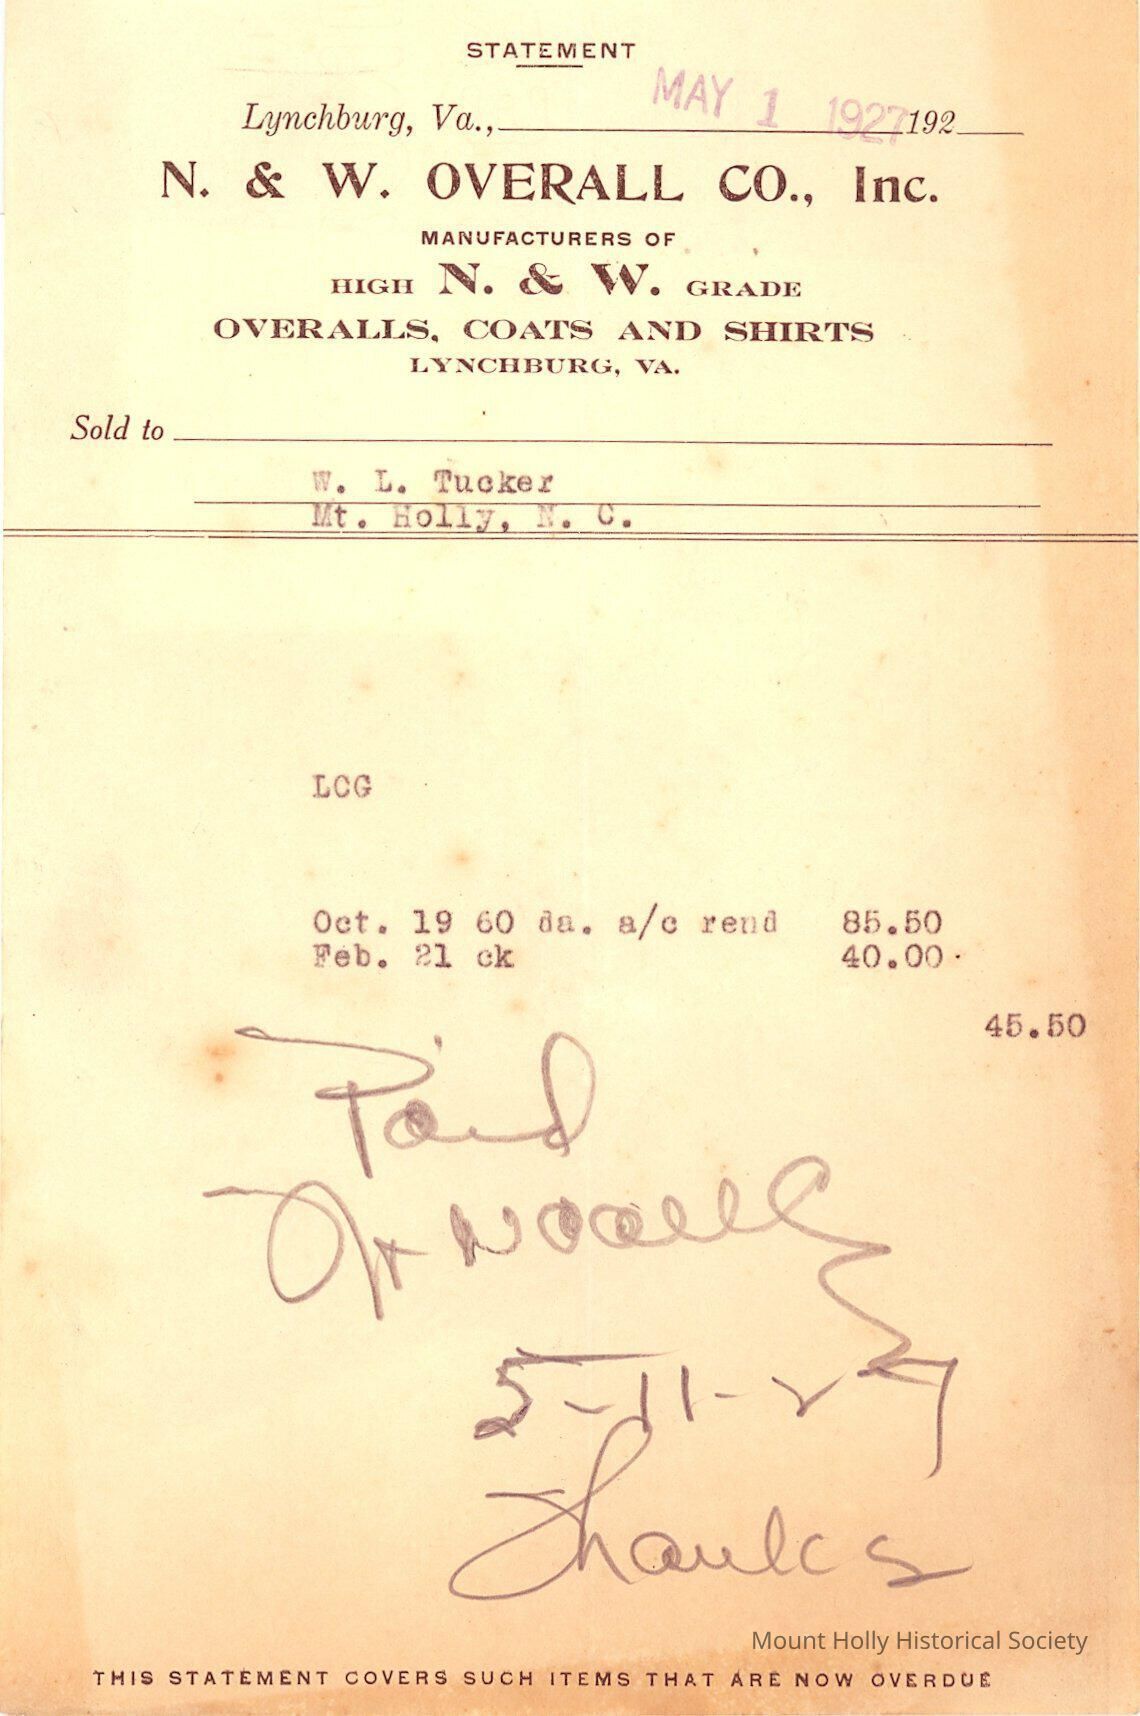 STATEMENT
MAY 1 1927
Lynchburg, Va., 192
N. & W. OVERALL CO., Inc.
MANUFACTURERS OF
HIGH N. & W. GRADE
OVERALLS, COATS AND SHIRTS
LYNCHBURG, VA.
Sold to
W. L. Tucker
Mt. Holly, N. C.
LCG
Oct. 19 60 da. a/c rend 85.50
Feb. 21 ck 40.00
45.50
Paid
5-11-27
Thanks
Mount Holly Historical Society
THIS STATEMENT COVERS SUCH ITEMS THAT ARE NOW OVERDUE